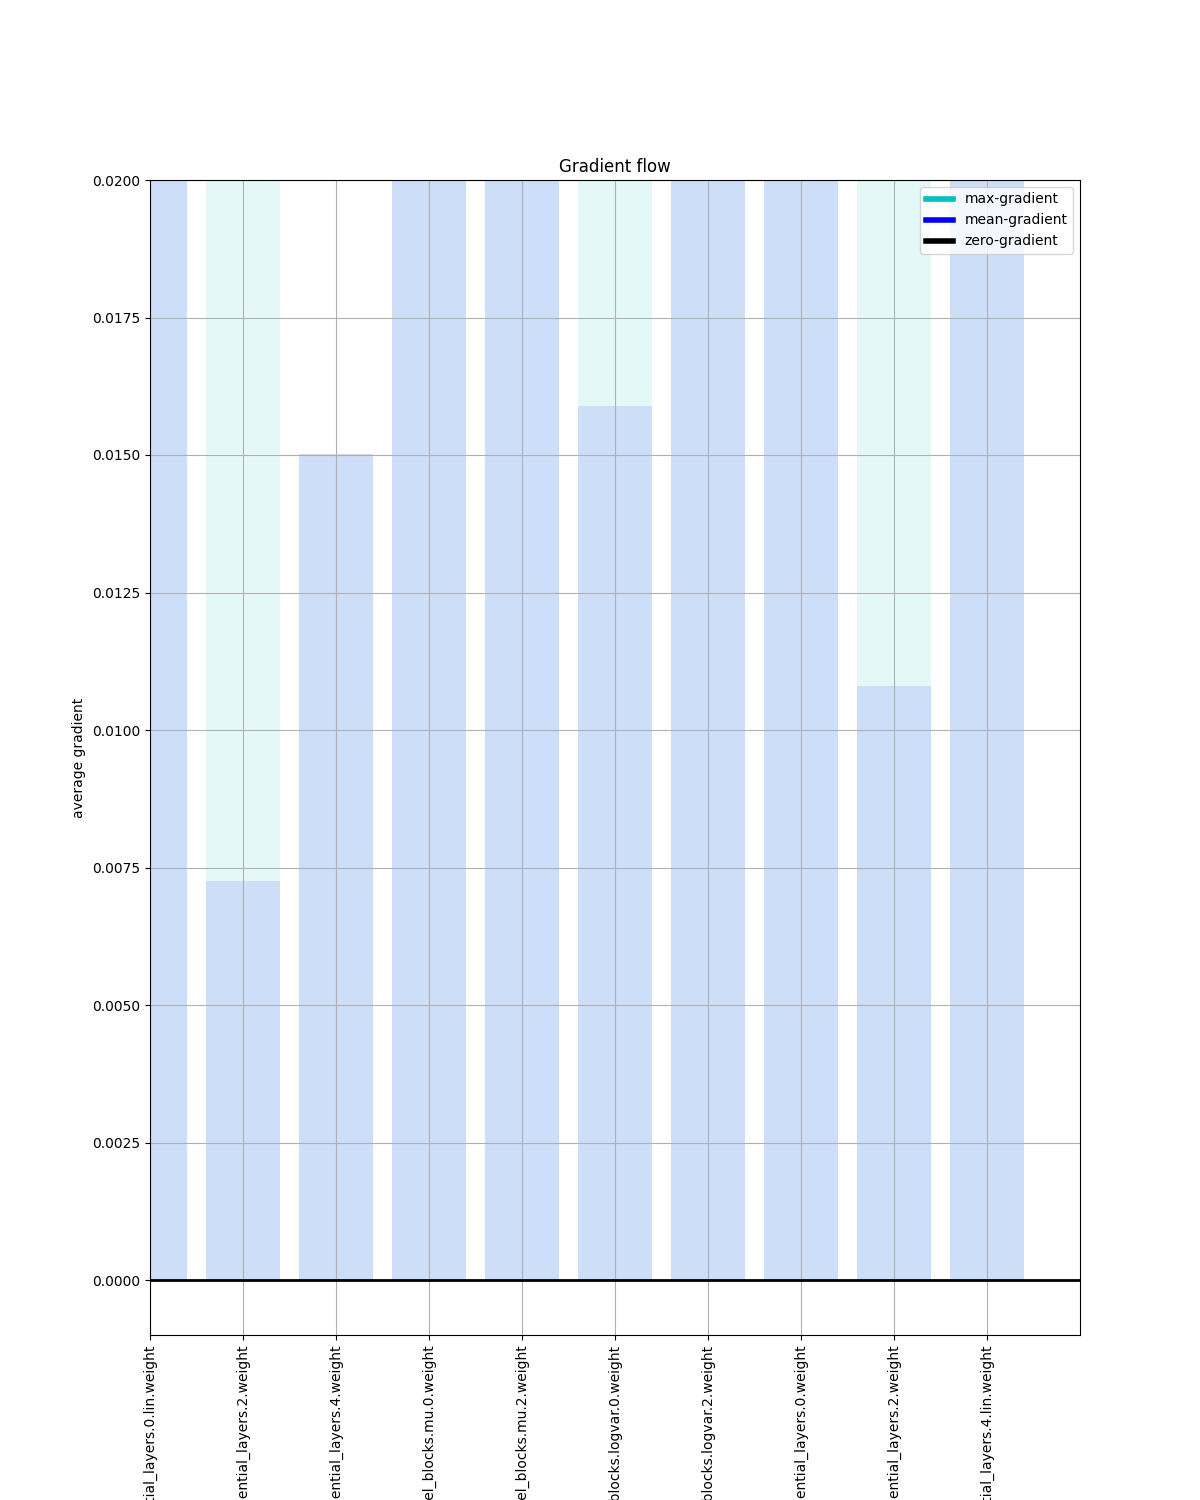 Gradient flow
max-gradient
mean-gradient
zero-gradient
0.0200
0.0175
0.0150
0.0125
0.0100
0.0075
0.0050
0.0025
0.0000
average gradient
tial_layers.0.lin.weight
ential_layers.2.weight
ential_layers.4.weight
el_blocks.mu.0.weight
el_blocks.mu.2.weight
blocks.logvar.0.weight
blocks.logvar.2.weight
ential_layers.0.weight
ential_layers.2.weight
tial_layers.4.lin.weight